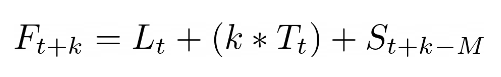 F_{t+k} = L_t + (k * T_t) + S_{t+k-M}